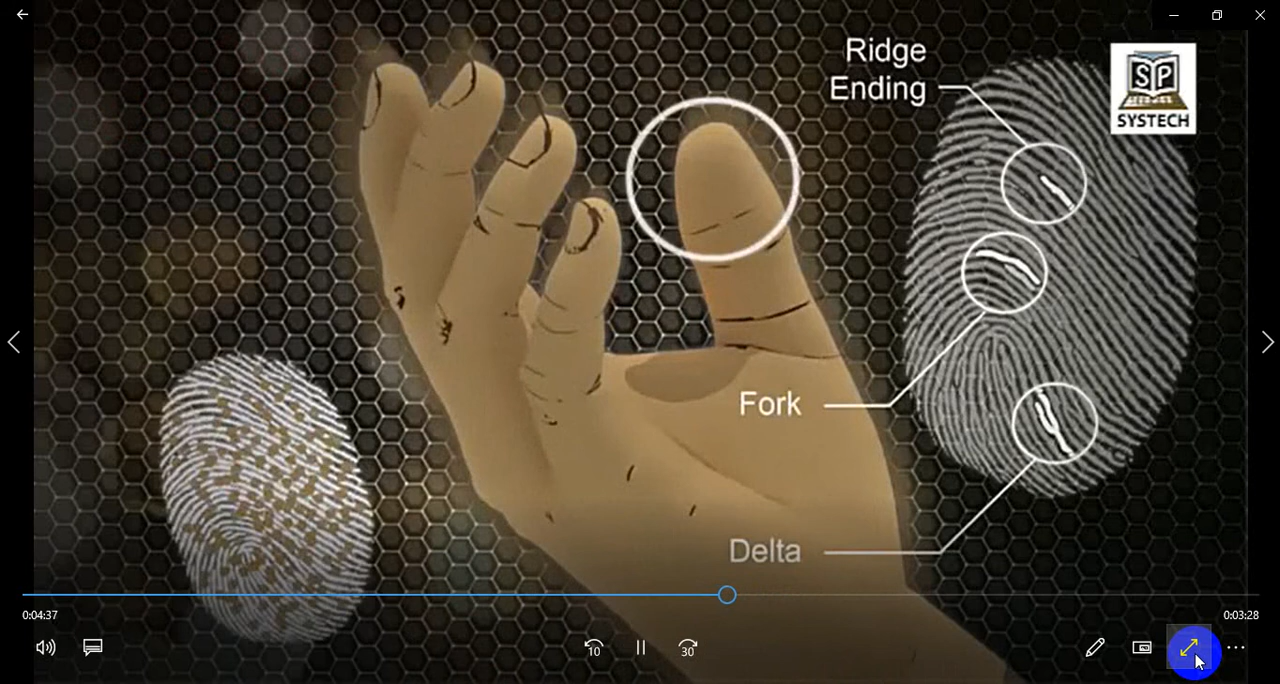 Ridge
Ending
SP
SYSTECH
Fork
Delta
0:04:37
0:03:28
10
30